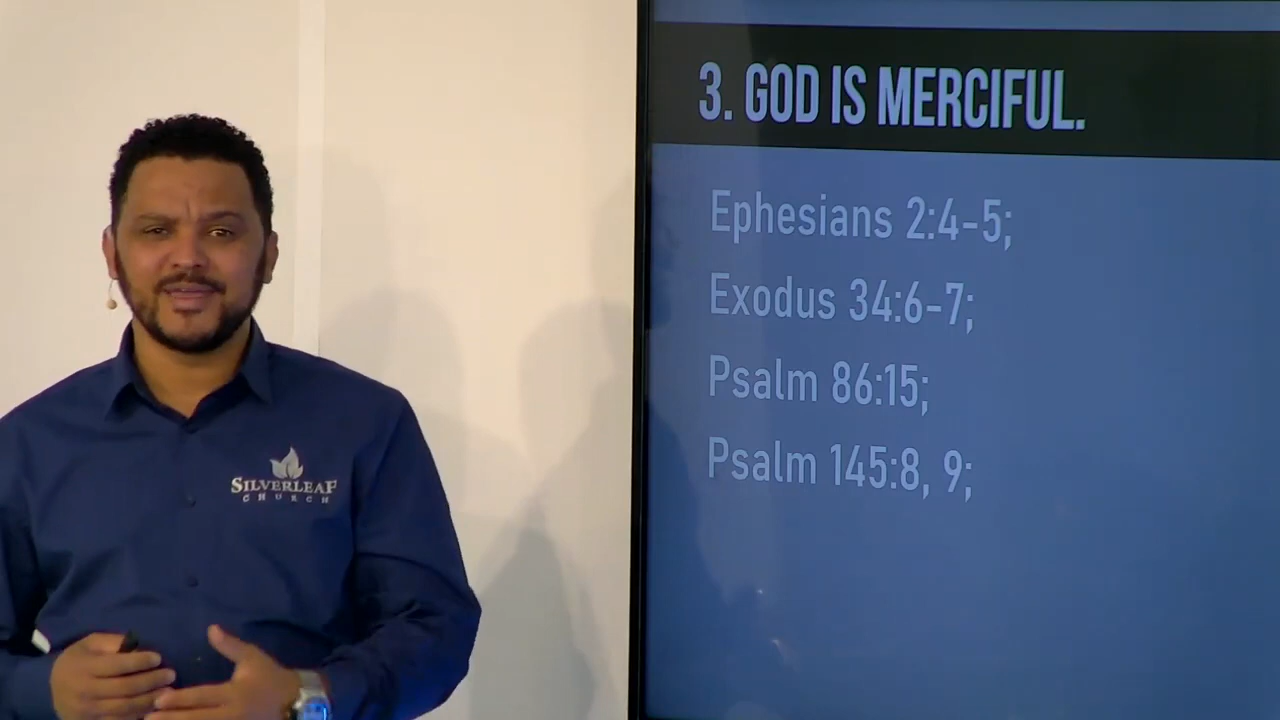 3. GOD IS MERCIFUL.
Ephesians 2:4-5;
Exodus 34:6-7;
Psalm 86:15;
Psalm 145:8, 9;
SILVERLEAF
CHURCH